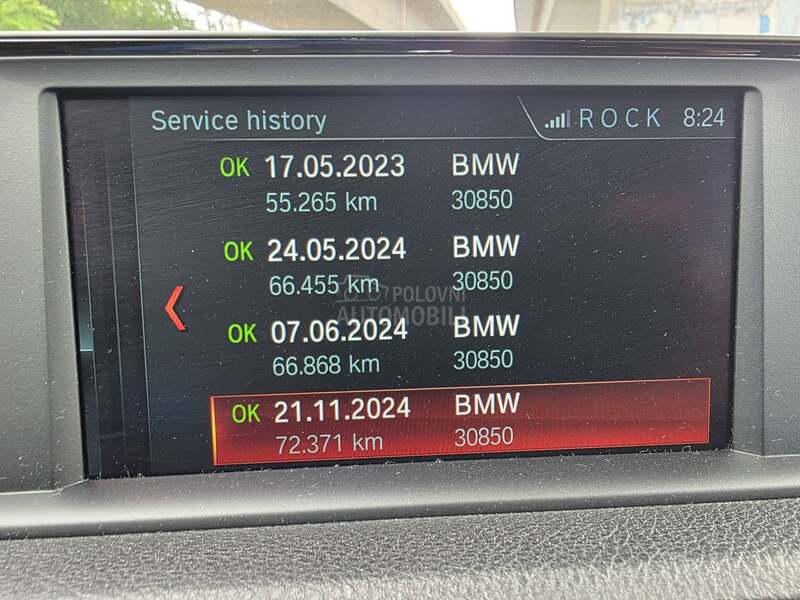 Service history
ROCK 8:24
OK 17.05.2023 BMW
55.265 km 30850
OK 24.05.2024 BMW
66.455 km 30850
POLOVNI
AUTOMOBILI
OK 07.06.2024 BMW
66.868 km 30850
OK 21.11.2024 BMW
72.371 km 30850